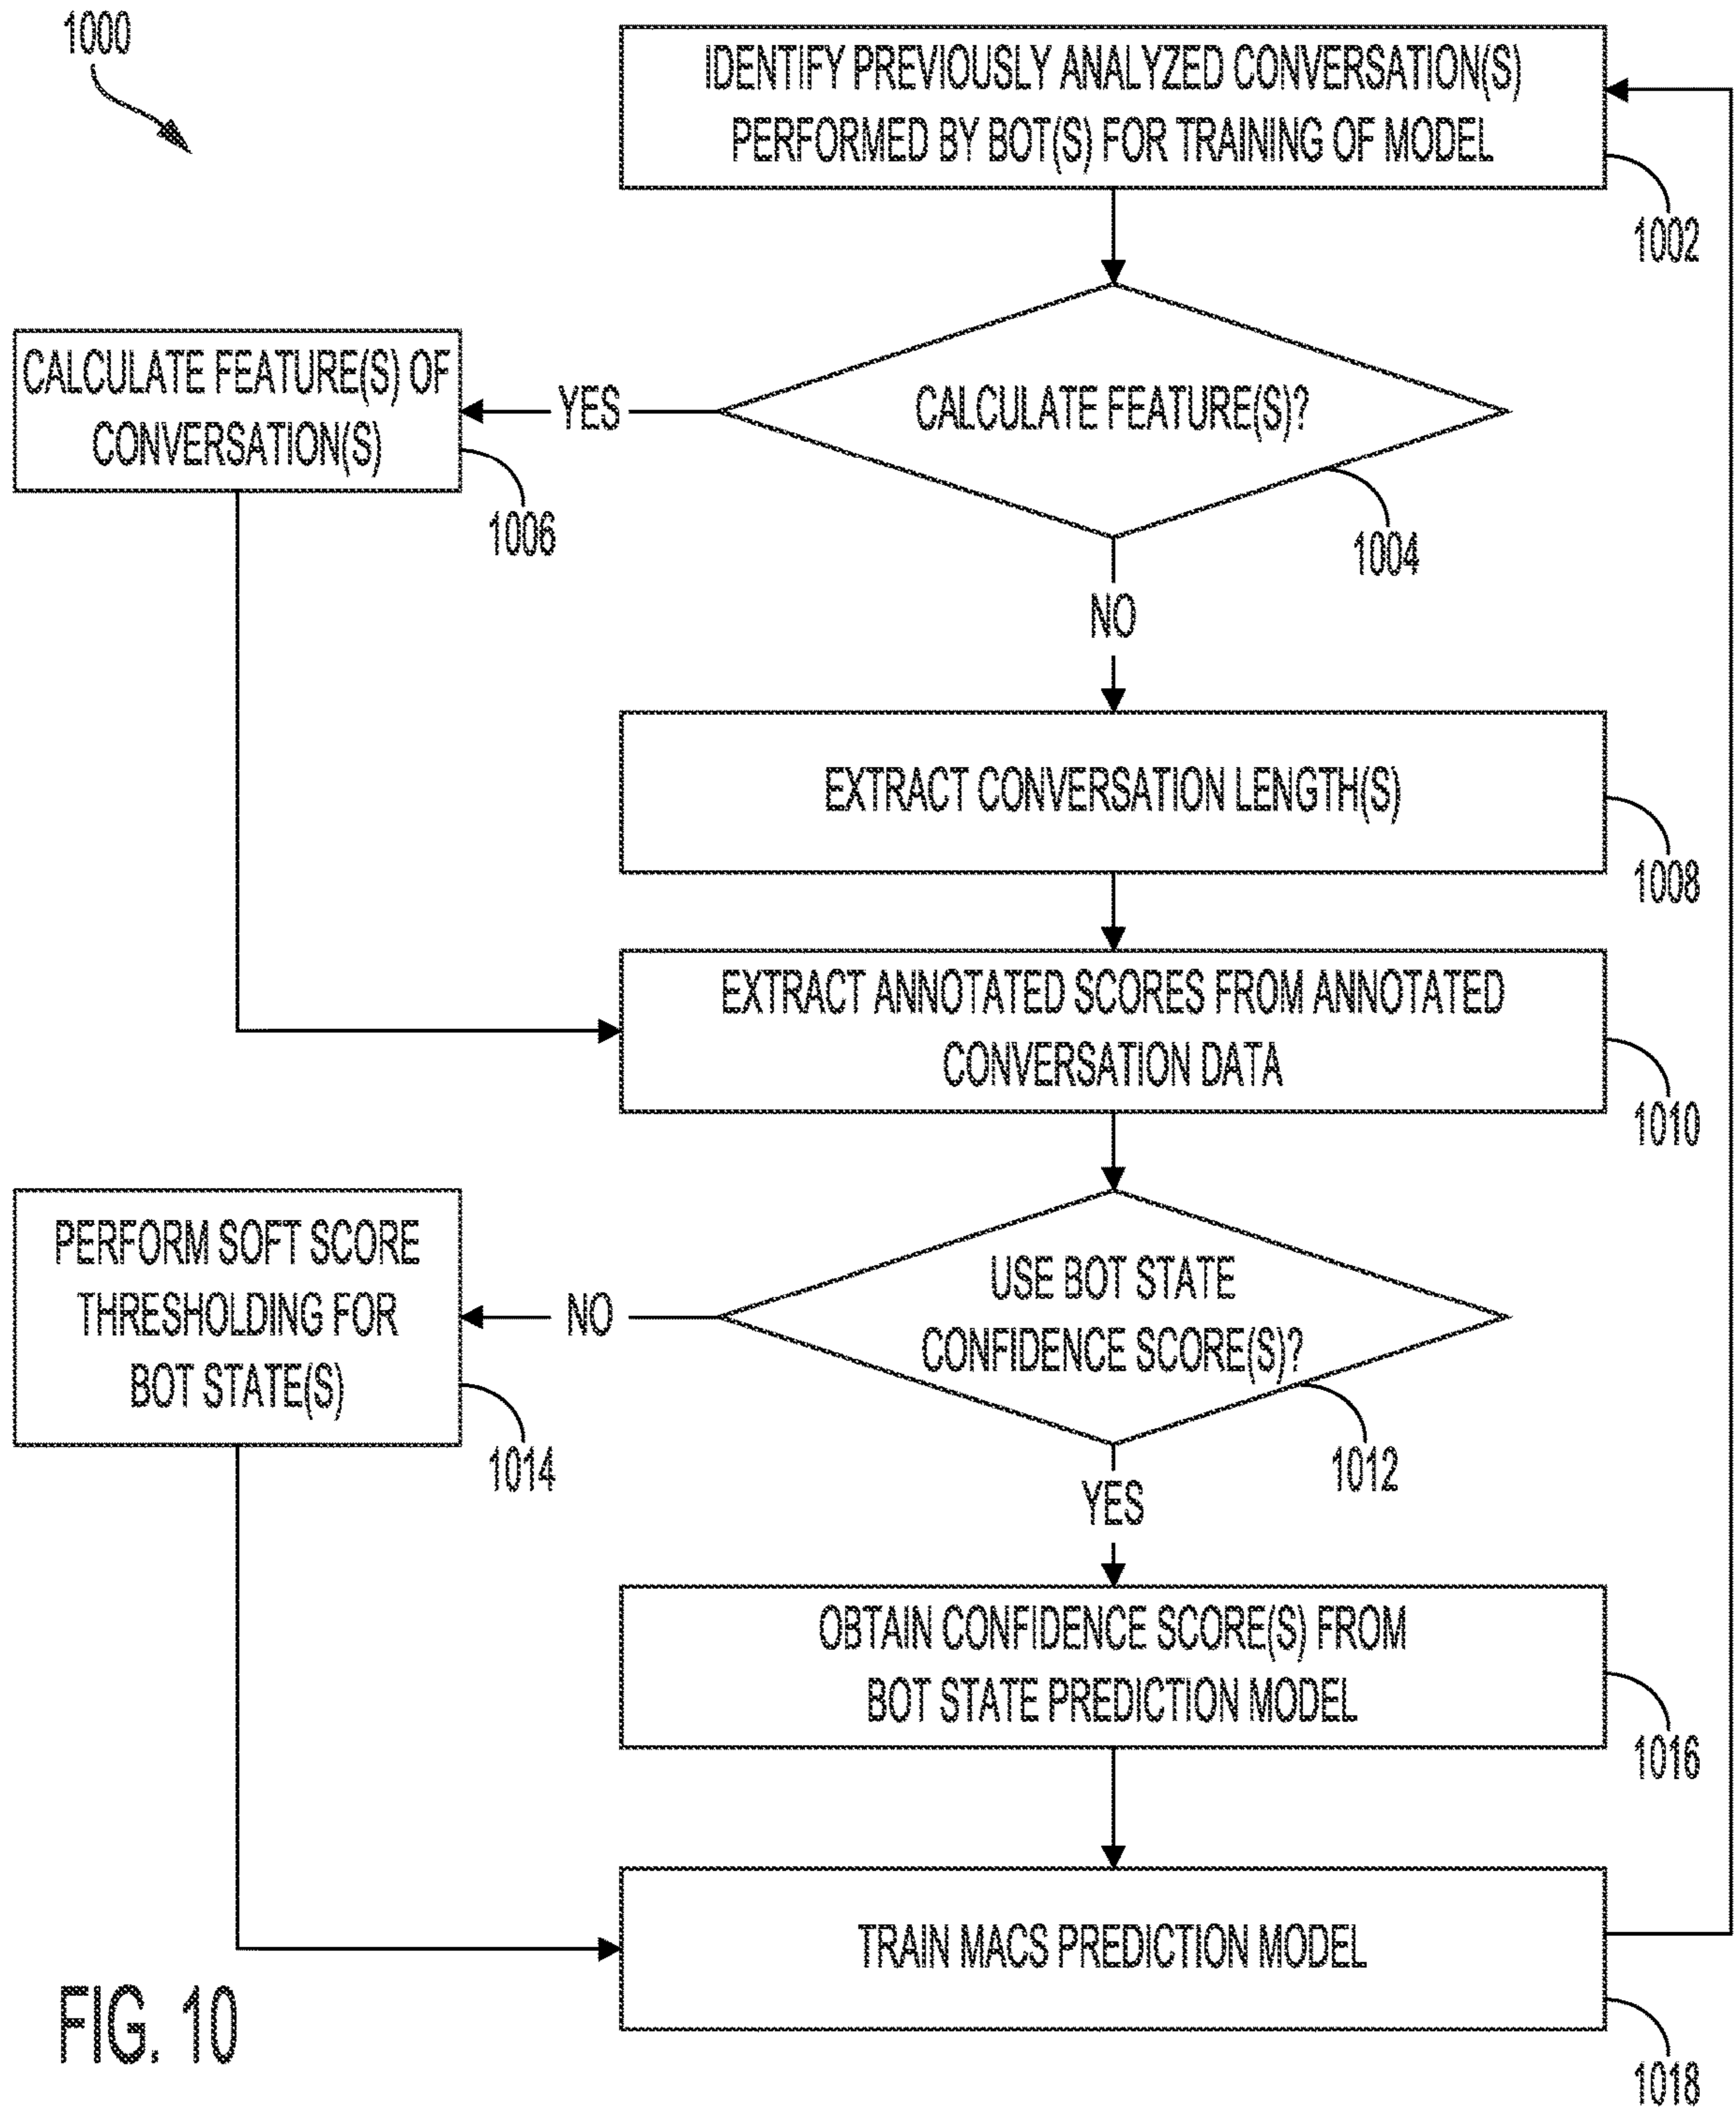 1000
IDENTIFY PREVIOUSLY ANALYZED CONVERSATION(S)
PERFORMED BY BOT(S) FOR TRAINING OF MODEL
1002
CALCULATE FEATURE(S)?
1004
YES
CALCULATE FEATURE(S) OF
CONVERSATION(S)
1006
NO
EXTRACT CONVERSATION LENGTH(S)
1008
EXTRACT ANNOTATED SCORES FROM ANNOTATED
CONVERSATION DATA
1010
USE BOT STATE
CONFIDENCE SCORE(S)?
1012
NO
PERFORM SOFT SCORE
THRESHOLDING FOR
BOT STATE(S)
1014
YES
OBTAIN CONFIDENCE SCORE(S) FROM
BOT STATE PREDICTION MODEL
1016
TRAIN MACS PREDICTION MODEL
1018
FIG. 10